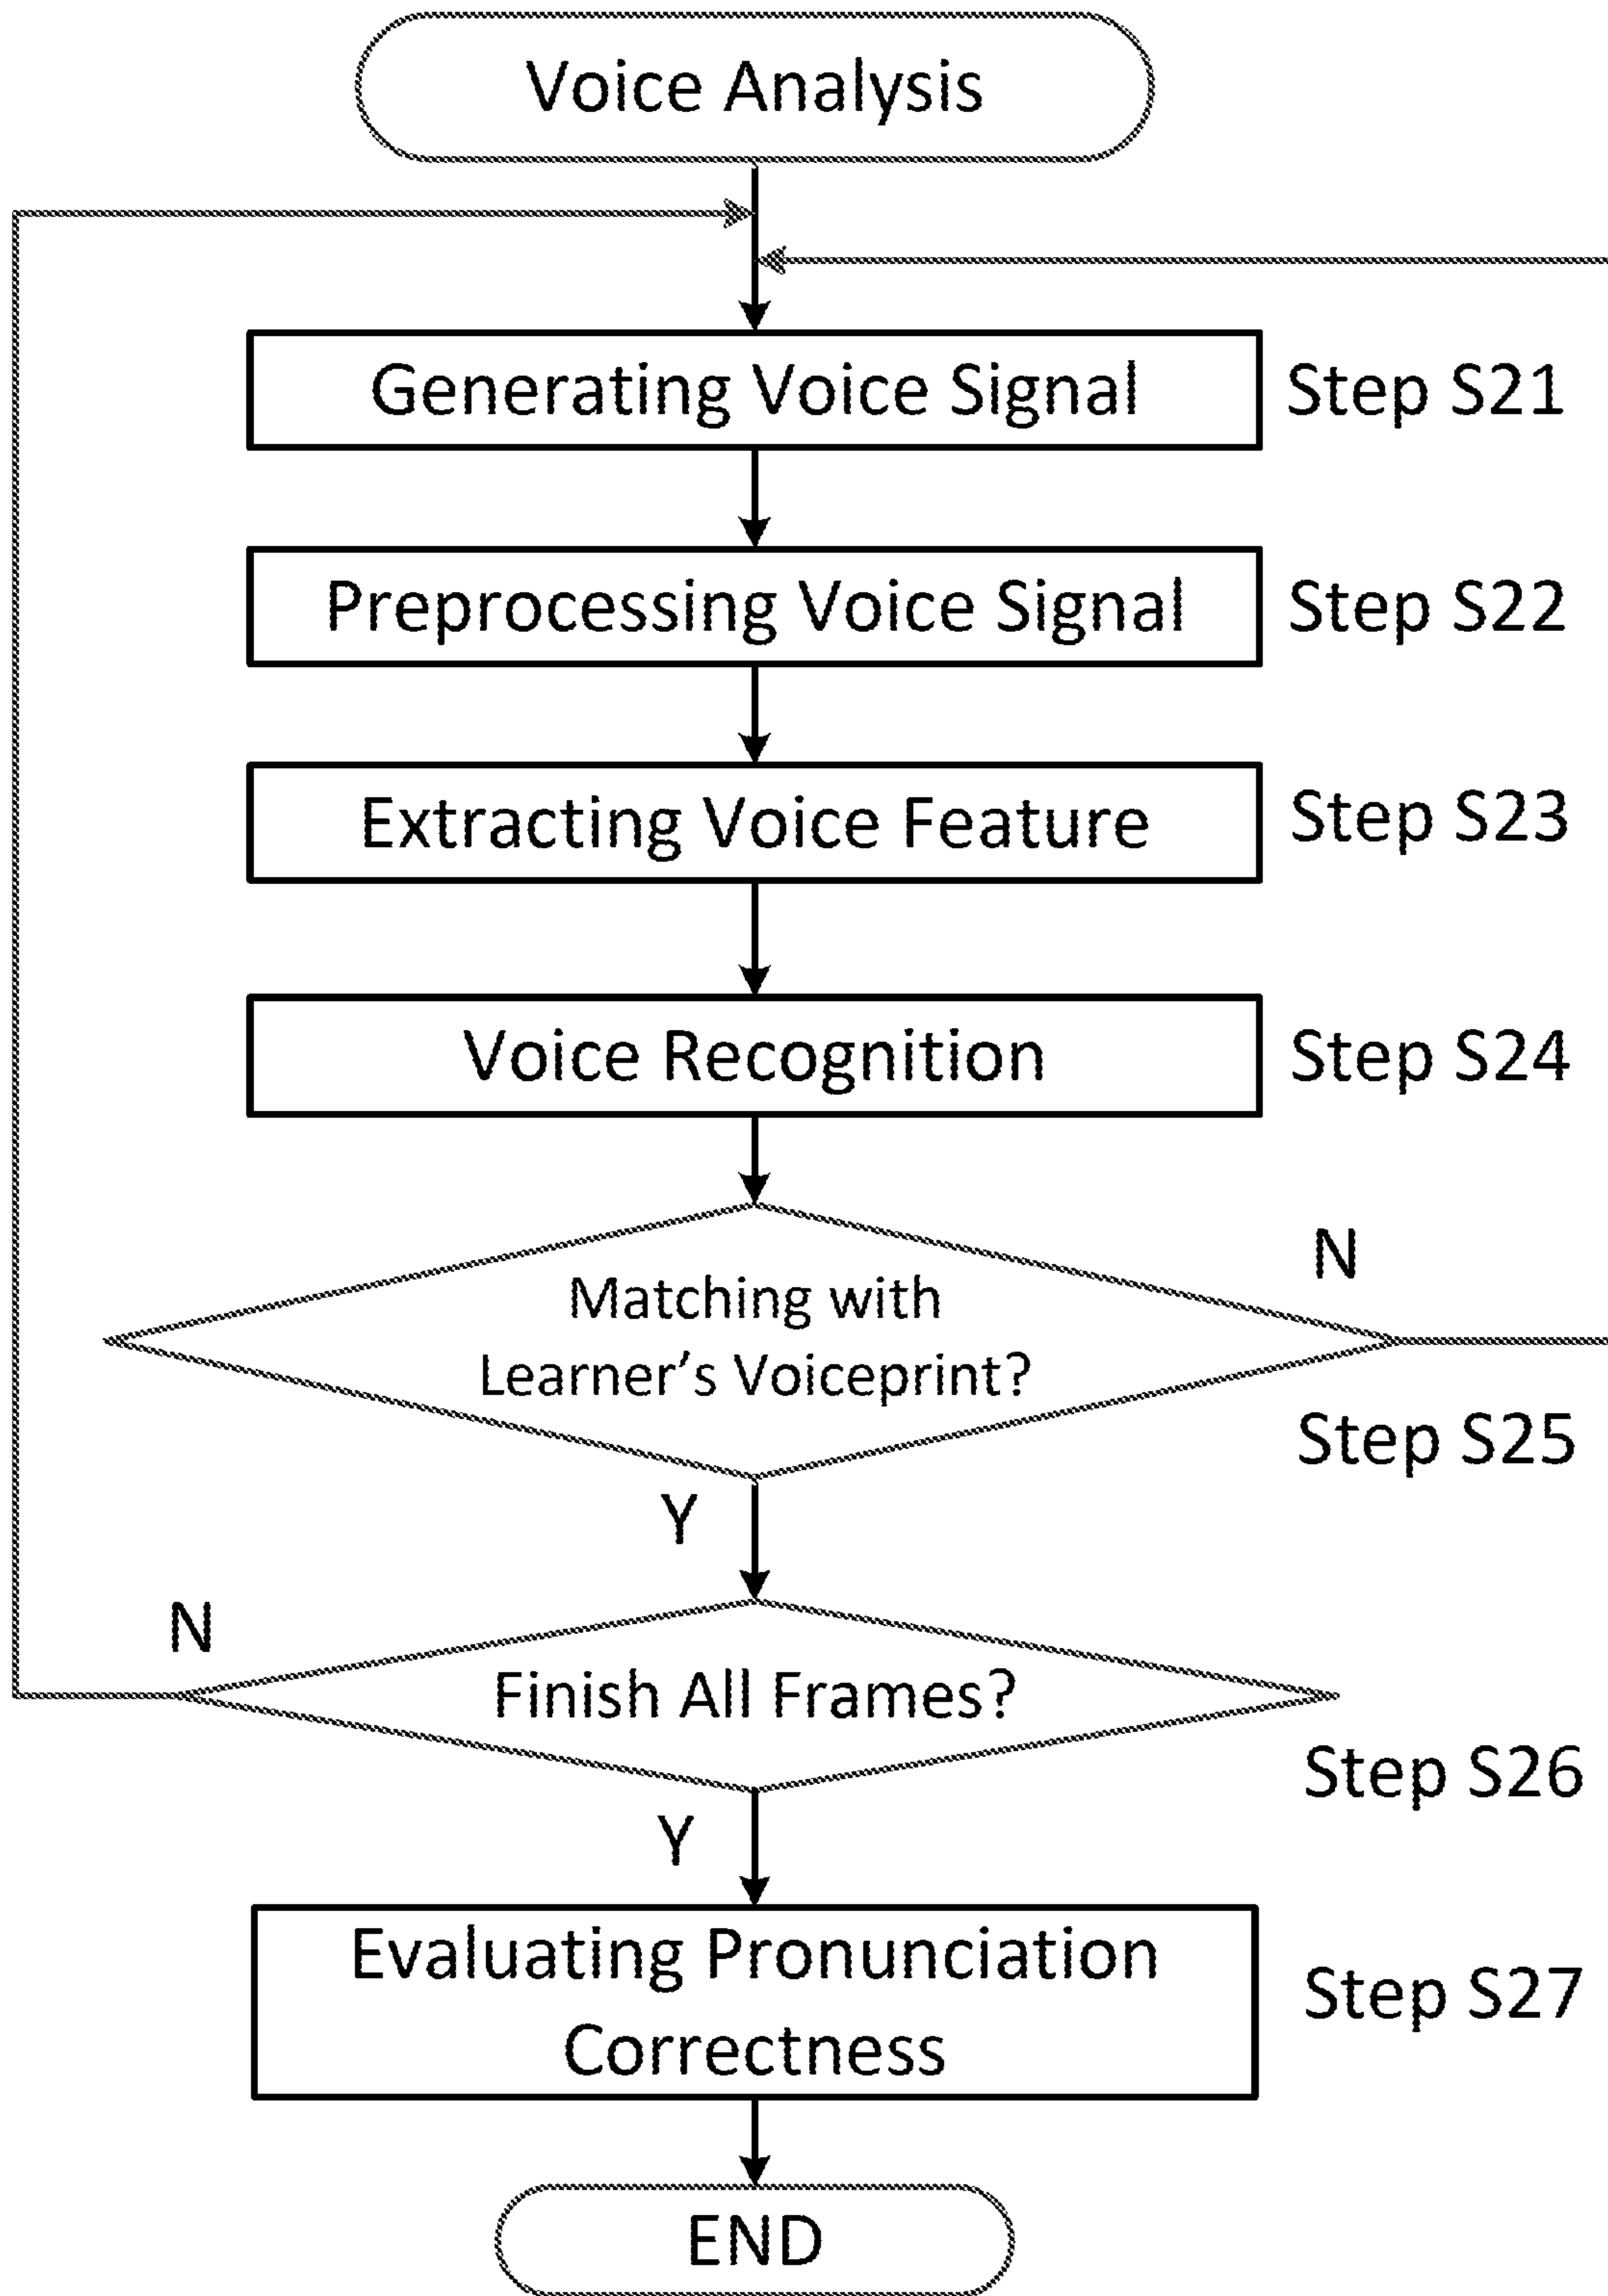 Voice Analysis
Generating Voice Signal
Step S21
Preprocessing Voice Signal
Step S22
Extracting Voice Feature
Step S23
Voice Recognition
Step S24
N
Matching with
Learner’s Voiceprint?
Step S25
Y
N
Finish All Frames?
Step S26
Y
Evaluating Pronunciation
Correctness
Step S27
END